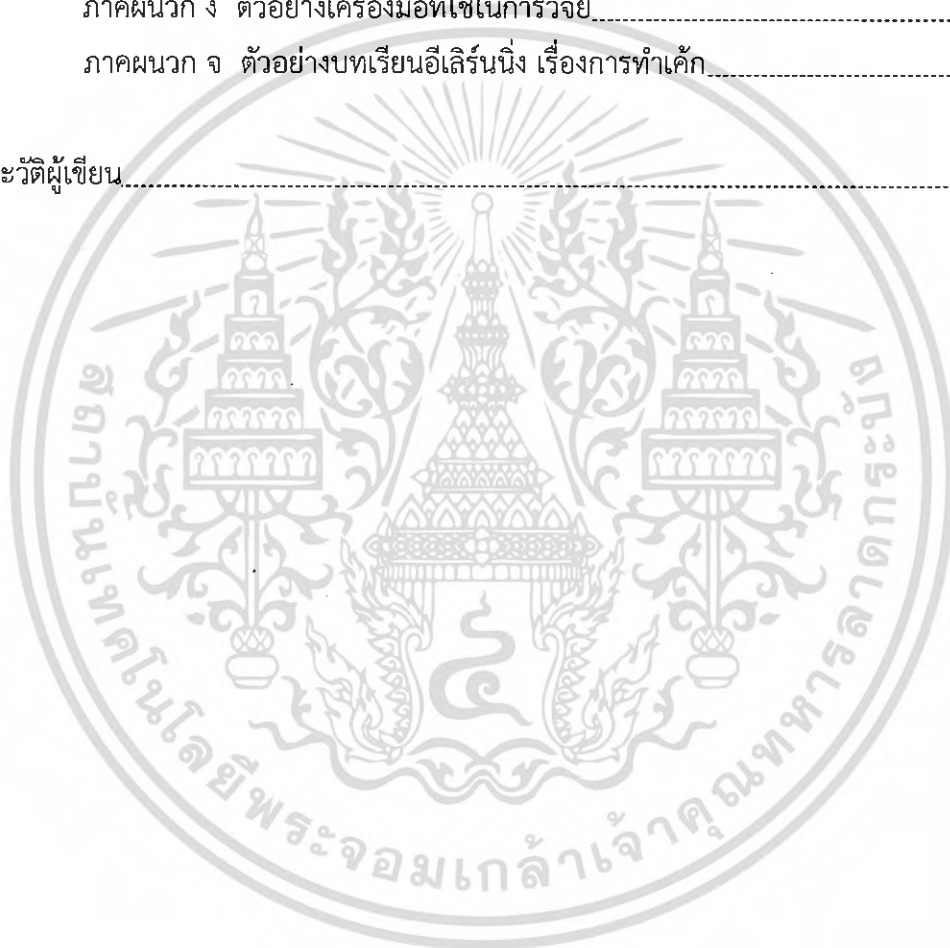 ภาคผนวก ง ตัวอย่างเครื่องมือที่ใช้ในการวิจัย
ภาคผนวก จ ตัวอย่างบทเรียนอีเลิร์นนิ่ง เรื่องการทำเค้ก
ะวัติผู้เขียน
สถาบันเทคโนโลยีพระจอมเกล้าเจ้าคุณทหารลาดกระบัง
๔